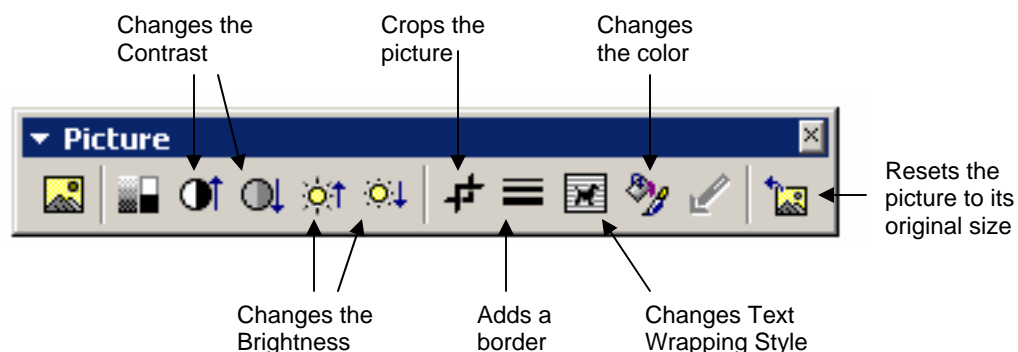 Changes the
Contrast
Crops the
picture
Changes
the color
Picture
Resets the
picture to its
original size
Changes the
Brightness
Adds a
border
Changes Text
Wrapping Style